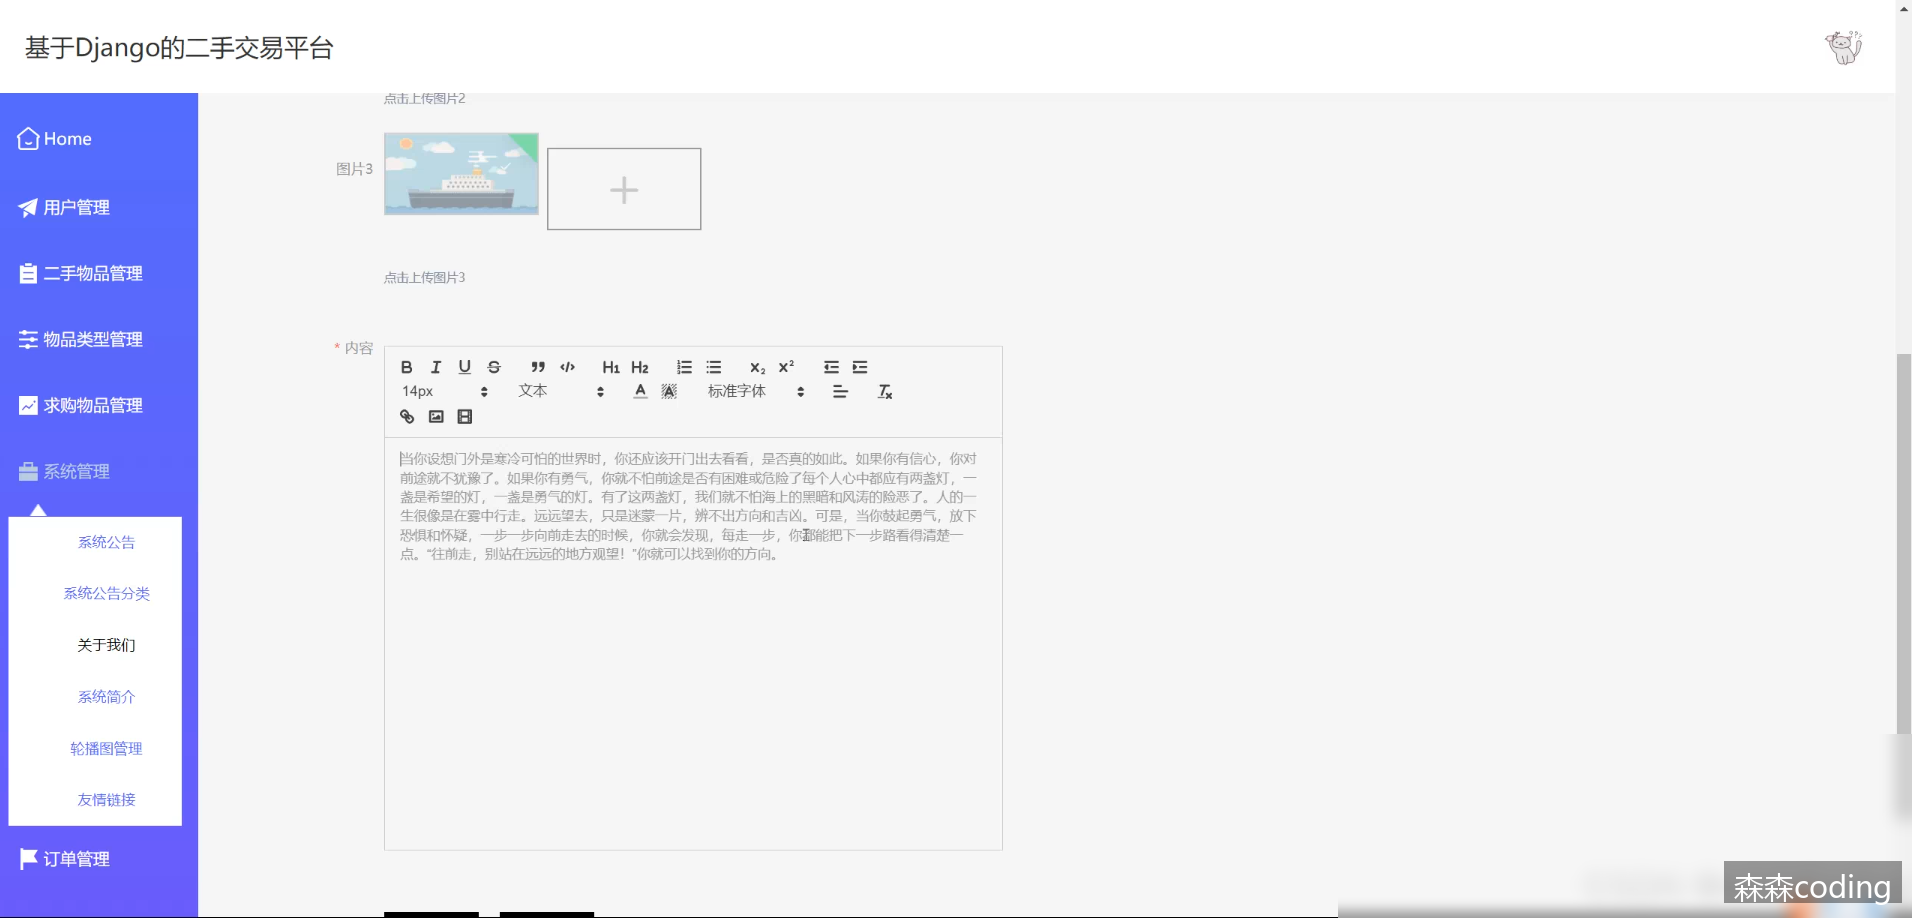 基于Django的二手交易平台
Home
用户管理
二手物品管理
物品类型管理
求购物品管理
系统管理
系统公告
系统公告分类
关于我们
系统简介
轮播图管理
友情链接
订单管理
点击上传图片2
图片3
点击上传图片3
* 内容
B I U S H1 H2 x₂ x²
14px 文本 A A 标准字体 Tx
当你设想门外是寒冷可怕的世界时，你还应该开门出去看看，是否真的如此。如果你有信心，你对
前途就不犹豫了。如果你有勇气，你就不怕前途是否有困难或危险了每个人心中都应有两盏灯，一
盏是希望的灯，一盏是勇气的灯。有了这两盏灯，我们就不怕海上的黑暗和风涛的险恶了。人的一
生很像是在雾中行走。远远望去，只是迷蒙一片，辨不出方向和吉凶。可是，当你鼓起勇气，放下
恐惧和怀疑，一步一步向前走去的时候，你就会发现，每走一步，你都能把下一步路看得清楚一
点。“往前走，别站在远远的地方观望！”你就可以找到你的方向。
森森coding